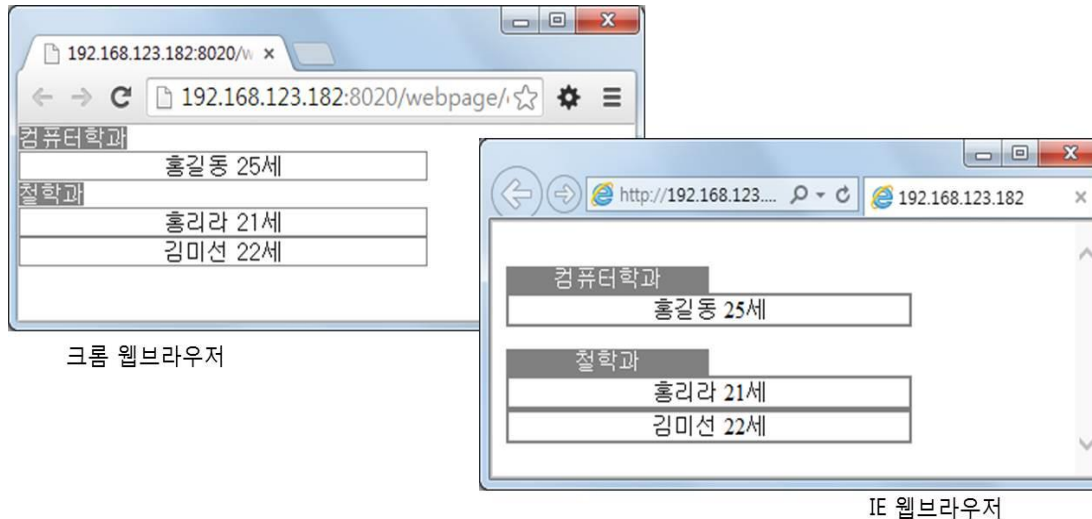 192.168.123.182:8020/w
192.168.123.182:8020/webpage/
컴퓨터학과
홍길동 25세
철학과
홍리라 21세
김미선 22세
크롬 웹브라우저
http://192.168.123....
192.168.123.182
컴퓨터학과
홍길동 25세
철학과
홍리라 21세
김미선 22세
IE 웹브라우저